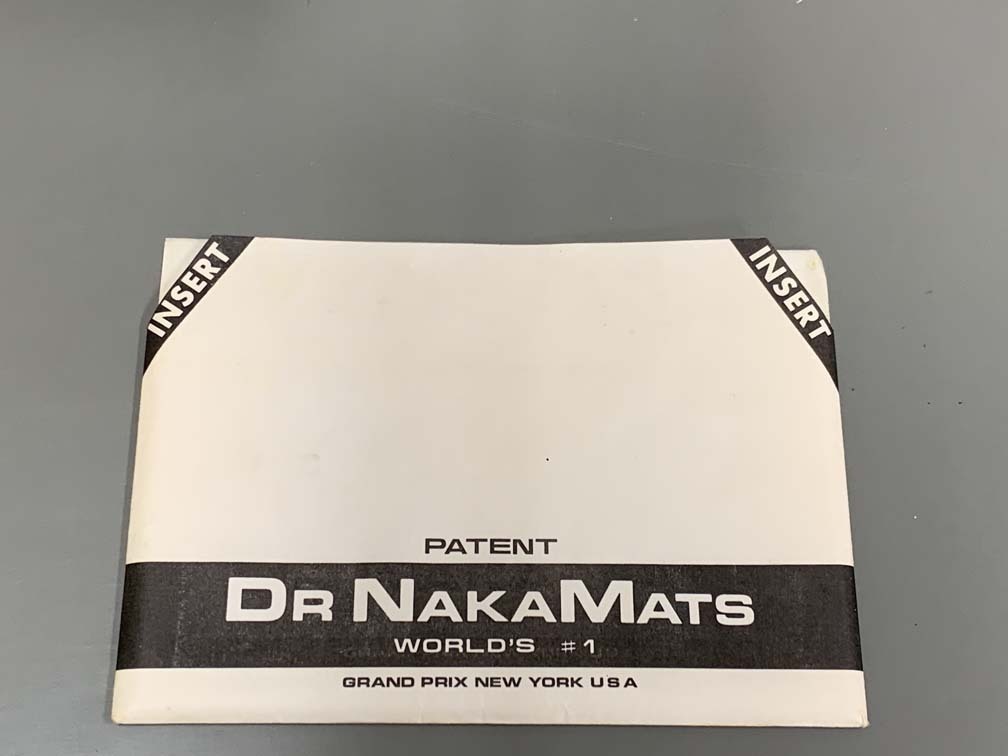 INSERT
INSERT
PATENT
DR NAKAMATS
WORLD'S #1
GRAND PRIX NEW YORK USA